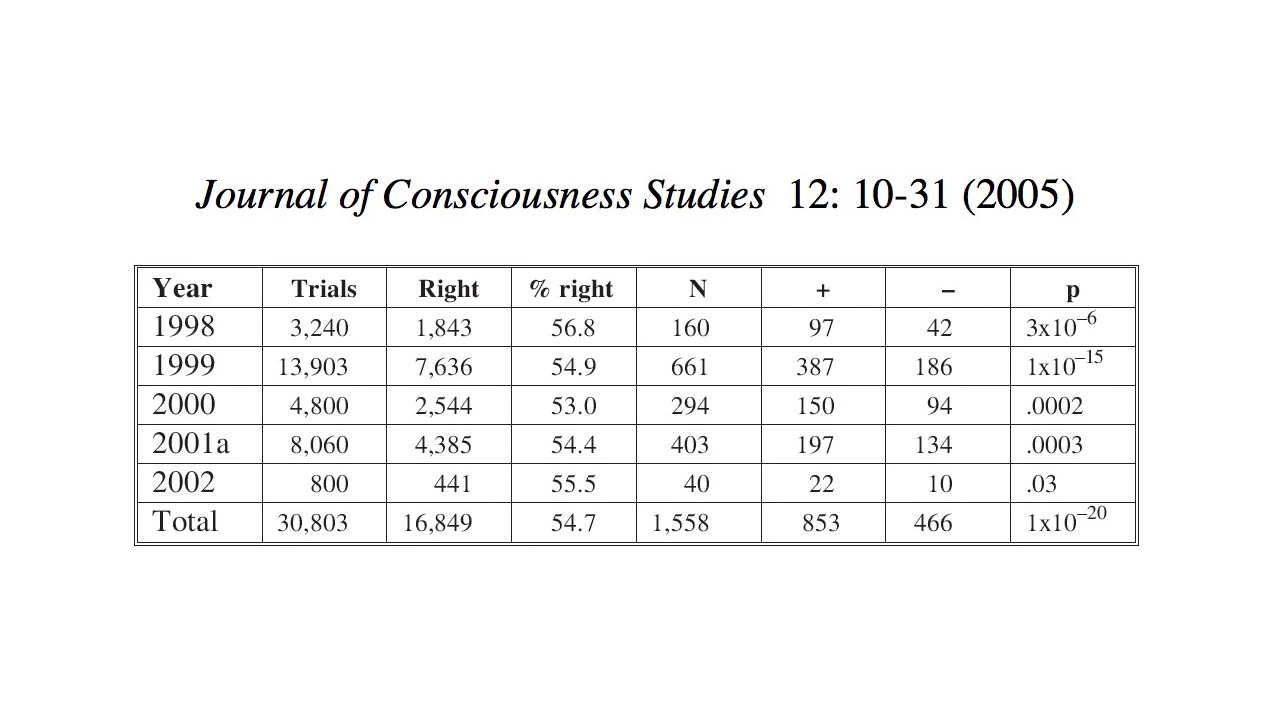 Journal of Consciousness Studies 12: 10-31 (2005)
Year Trials Right % right N + – p
1998 3,240 1,843 56.8 160 97 42 3x10⁻⁶
1999 13,903 7,636 54.9 661 387 186 1x10⁻¹⁵
2000 4,800 2,544 53.0 294 150 94 .0002
2001a 8,060 4,385 54.4 403 197 134 .0003
2002 800 441 55.5 40 22 10 .03
Total 30,803 16,849 54.7 1,558 853 466 1x10⁻²⁰